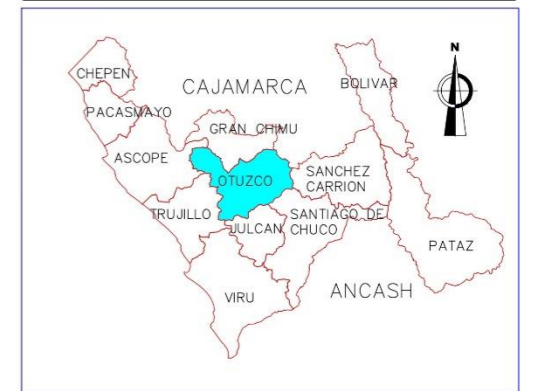 N
CHEPEN
BOLIVAR
CAJAMARCA
PACASMAYO
GRAN CHIMU
ASCOPE
SANCHEZ
CARRION
OTUZCO
TRUJILLO
SANTIAGO DE
CHUCO
JULCAN
PATAZ
VIRU
ANCASH